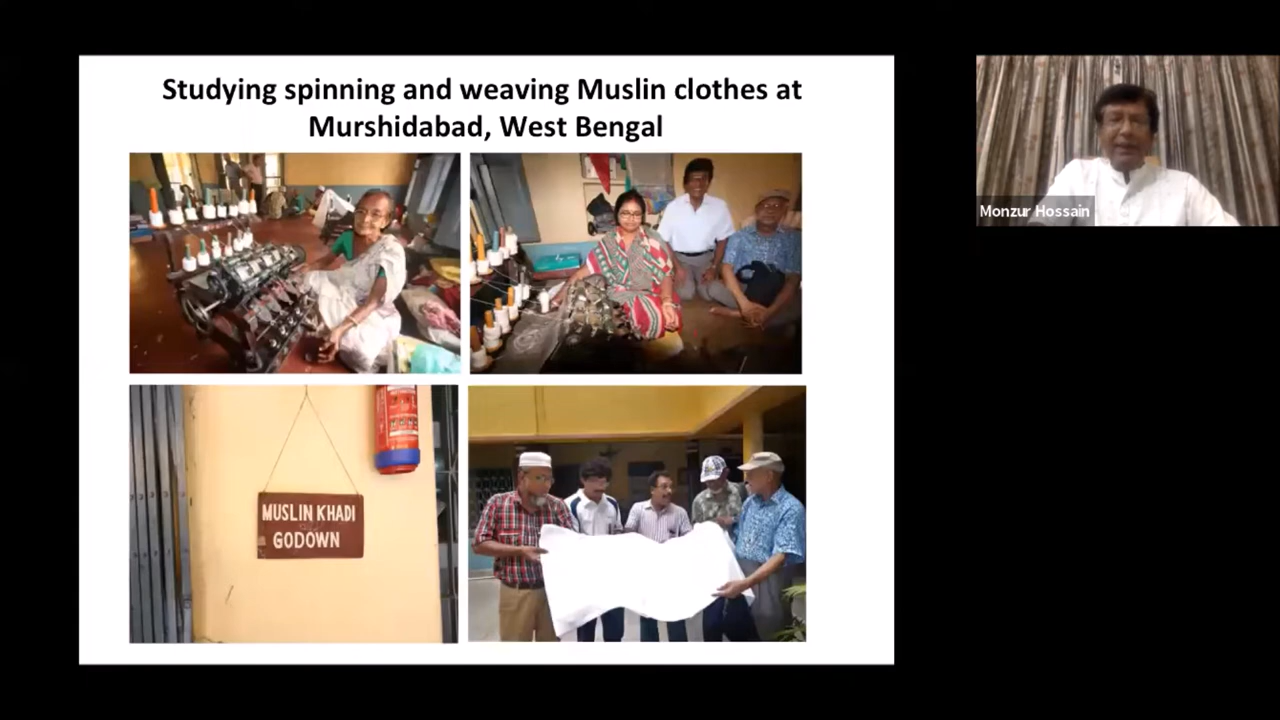 Studying spinning and weaving Muslin clothes at
Murshidabad, West Bengal
Monzur Hossain
MUSLIN KHADI
GODOWN